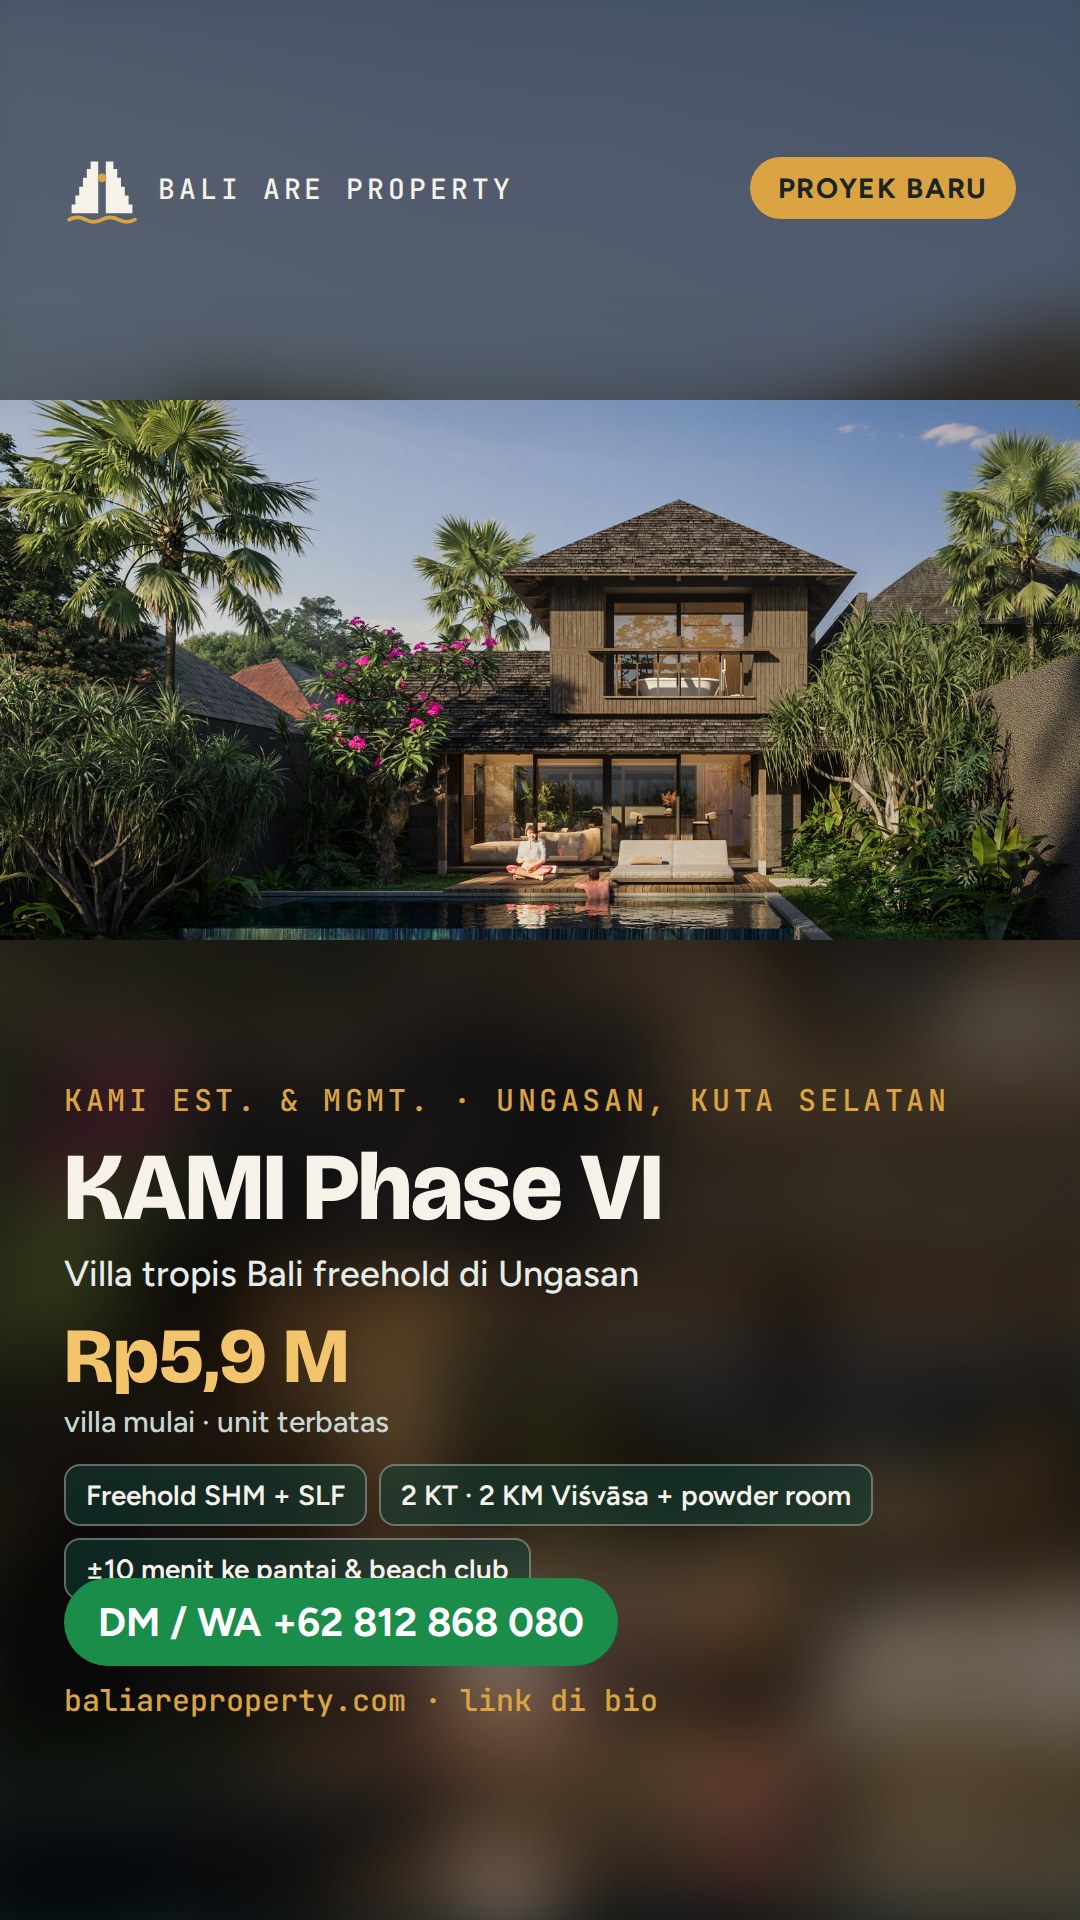 BALI ARE PROPERTY
PROYEK BARU
KAMI EST. & MGMT. · UNGASAN, KUTA SELATAN
KAMI Phase VI
Villa tropis Bali freehold di Ungasan
Rp5,9 M
villa mulai · unit terbatas
Freehold SHM + SLF
2 KT · 2 KM Viśvāsa + powder room
±10 menit ke pantai & beach club
DM / WA +62 812 868 080
baliareproperty.com · link di bio